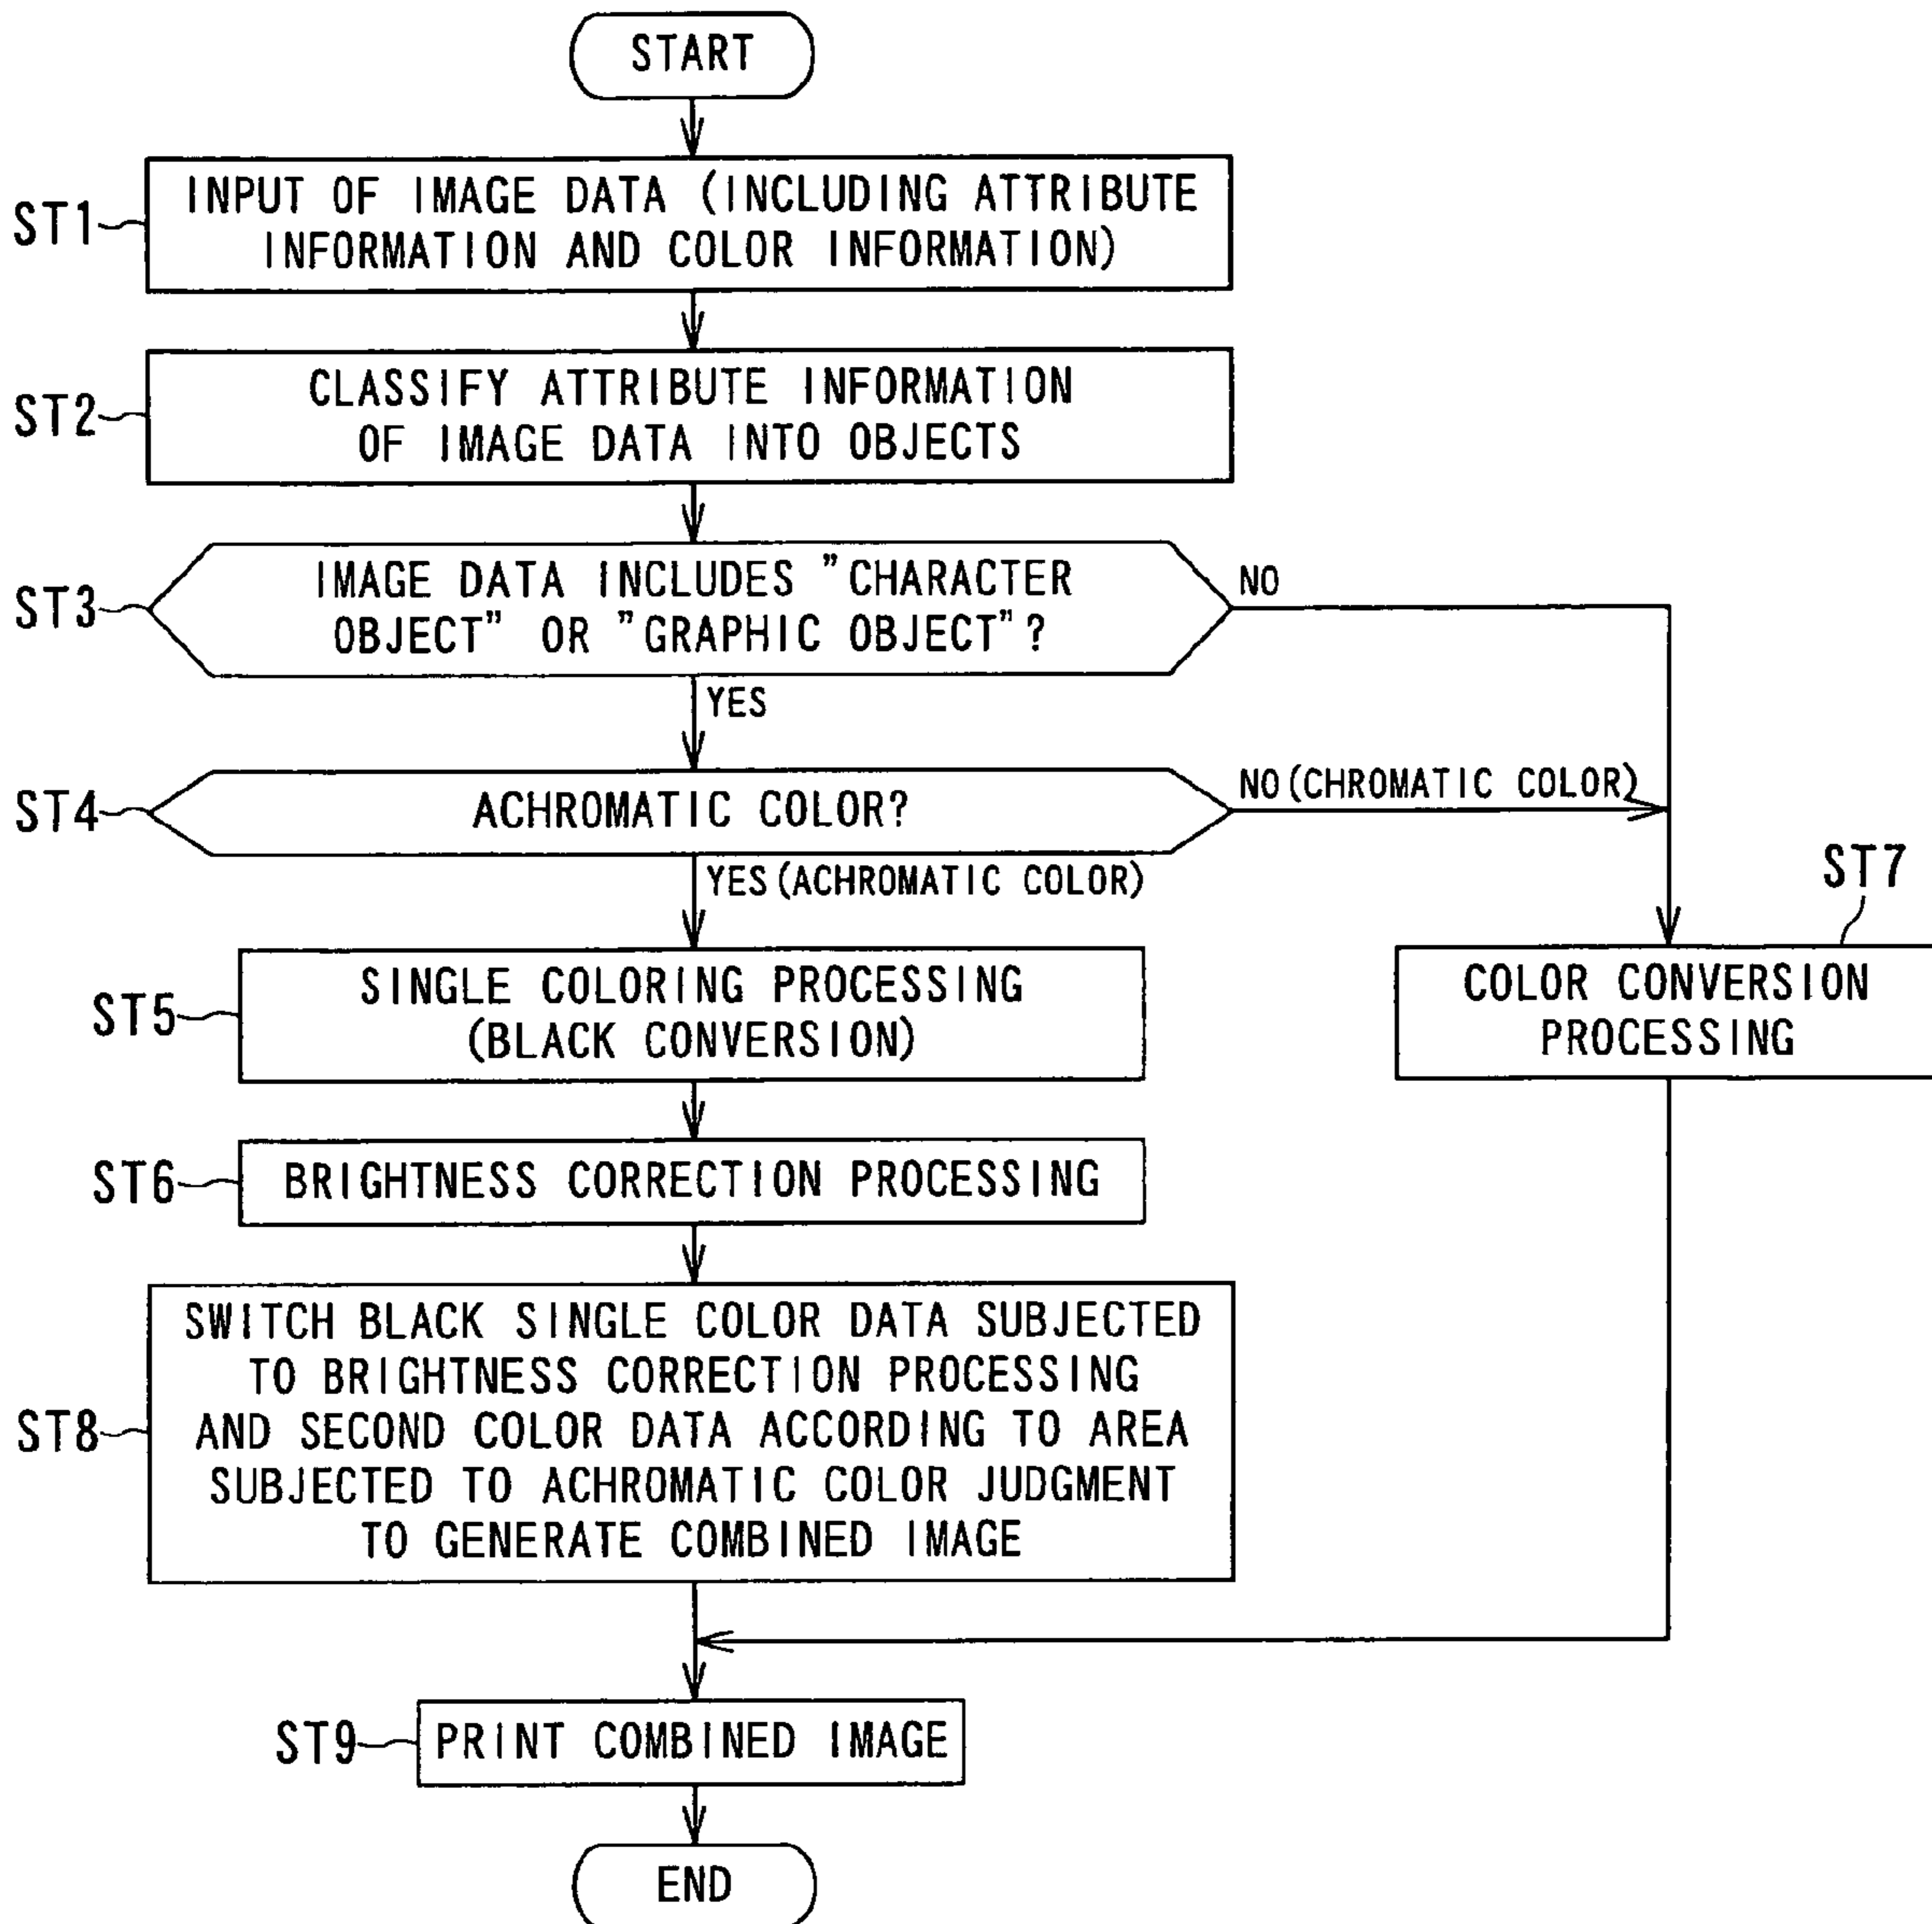 START
ST1
INPUT OF IMAGE DATA (INCLUDING ATTRIBUTE
INFORMATION AND COLOR INFORMATION)
ST2
CLASSIFY ATTRIBUTE INFORMATION
OF IMAGE DATA INTO OBJECTS
ST3
IMAGE DATA INCLUDES "CHARACTER
OBJECT" OR "GRAPHIC OBJECT"?
NO
YES
ST4
ACHROMATIC COLOR?
NO (CHROMATIC COLOR)
YES (ACHROMATIC COLOR)
ST5
SINGLE COLORING PROCESSING
(BLACK CONVERSION)
ST7
COLOR CONVERSION
PROCESSING
ST6
BRIGHTNESS CORRECTION PROCESSING
ST8
SWITCH BLACK SINGLE COLOR DATA SUBJECTED
TO BRIGHTNESS CORRECTION PROCESSING
AND SECOND COLOR DATA ACCORDING TO AREA
SUBJECTED TO ACHROMATIC COLOR JUDGMENT
TO GENERATE COMBINED IMAGE
ST9
PRINT COMBINED IMAGE
END